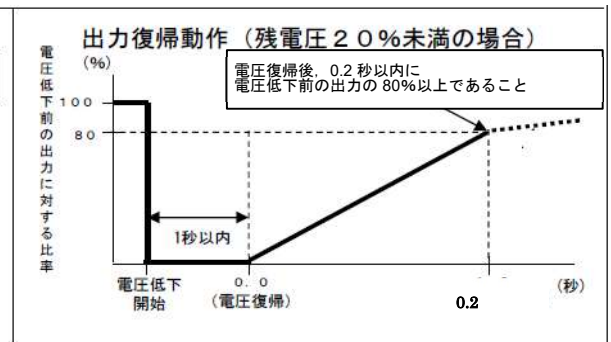 出力復帰動作（残電圧２０％未満の場合）
電圧低下前の出力に対する比率
(%)
電圧復帰後，0.2 秒以内に
電圧低下前の出力の 80％以上であること
100
80
1秒以内
電圧低下
開始
0.0
(電圧復帰)
0.2
(秒)